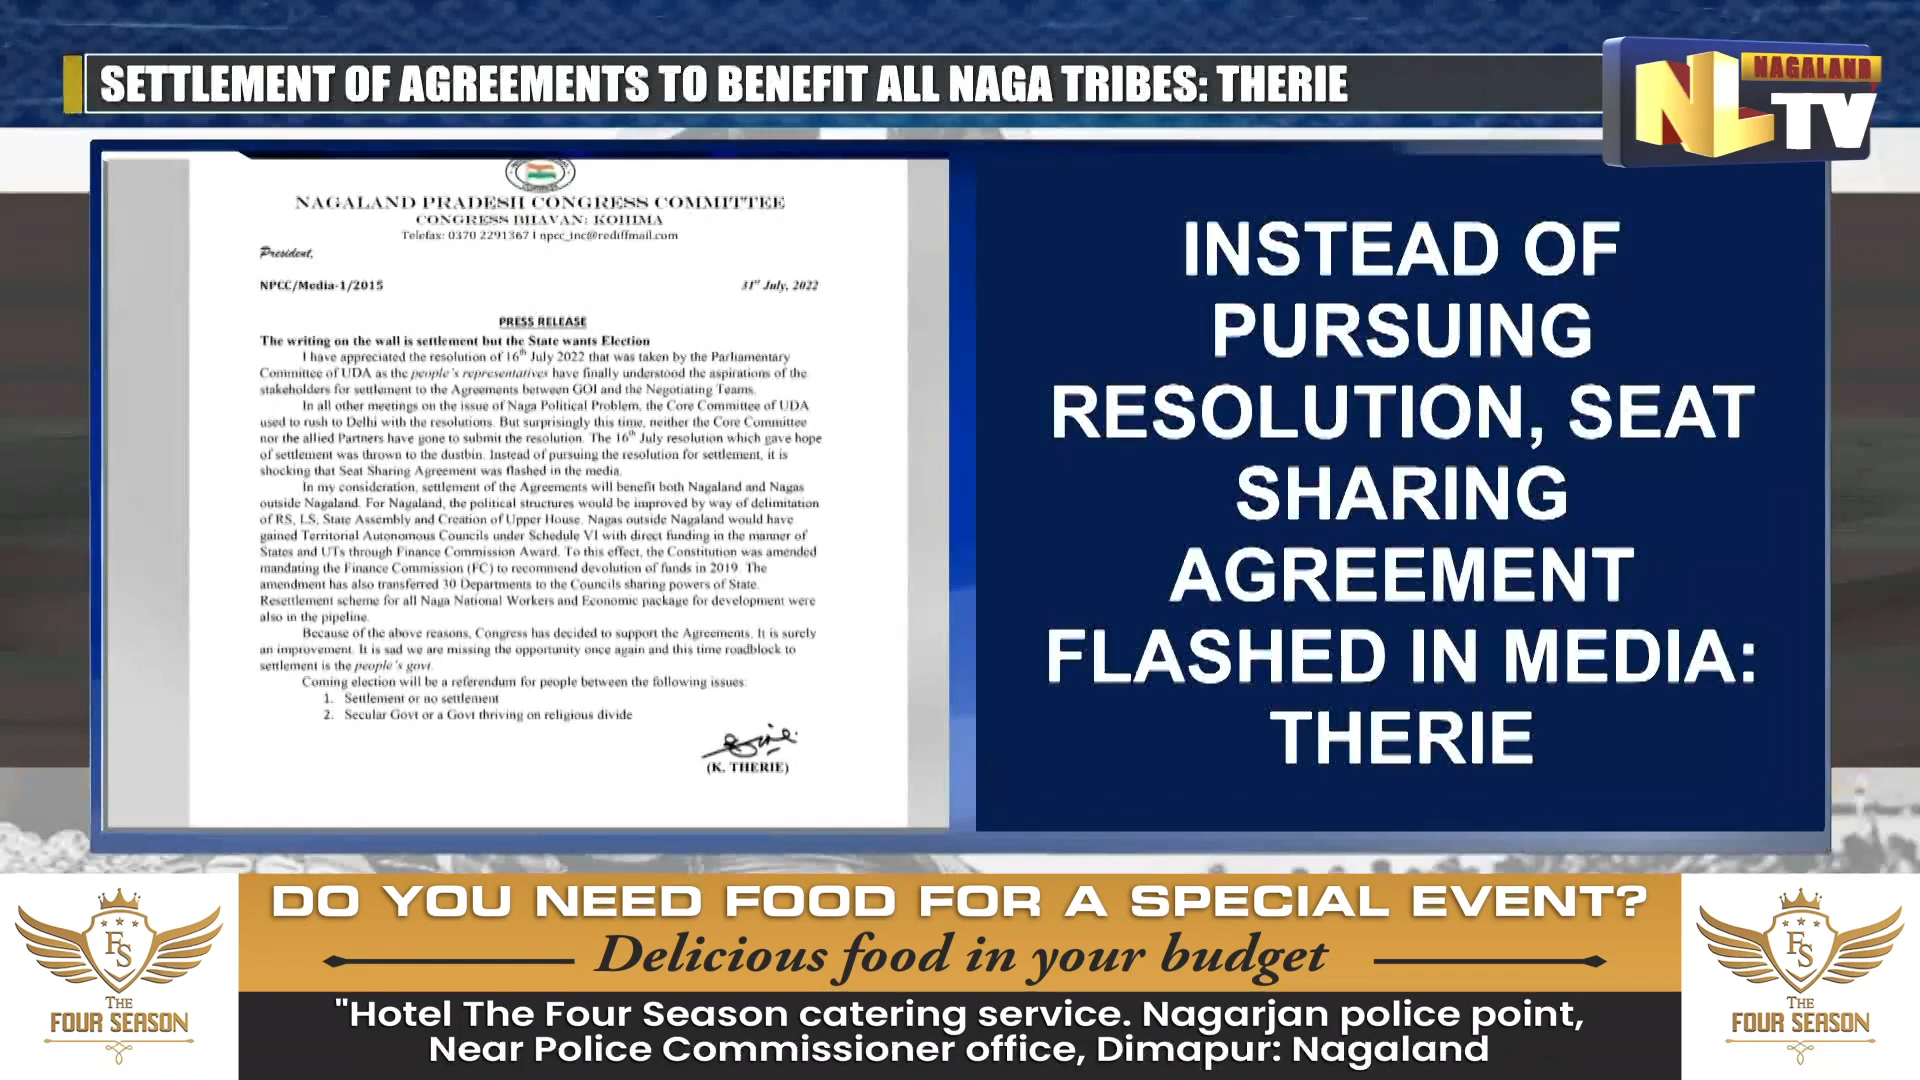 SETTLEMENT OF AGREEMENTS TO BENEFIT ALL NAGA TRIBES: THERIE
NAGALAND
NL TV
NAGALAND PRADESH CONGRESS COMMITTEE
CONGRESS BHAVAN: KOHIMA
Telefax: 0370 2291367 | npcc_inc@rediffmail.com
President,
NPCC/Media-1/2015 31st July, 2022
PRESS RELEASE
The writing on the wall is settlement but the State wants Election
I have appreciated the resolution of 16th July 2022 that was taken by the Parliamentary
Committee of UDA as the people's representatives have finally understood the aspirations of the
stakeholders for settlement to the Agreements between GOI and the Negotiating Teams.
In all other meetings on the issue of Naga Political Problem, the Core Committee of UDA
used to rush to Delhi with the resolutions. But surprisingly this time, neither the Core Committee
nor the allied Partners have gone to submit the resolution. The 16th July resolution which gave hope
of settlement was thrown to the dustbin. Instead of pursuing the resolution for settlement, it is
shocking that Seat Sharing Agreement was flashed in the media.
In my consideration, settlement of the Agreements will benefit both Nagaland and Nagas
outside Nagaland. For Nagaland, the political structures would be improved by way of delimitation
of RS, LS, State Assembly and Creation of Upper House. Nagas outside Nagaland would have
gained Territorial Autonomous Councils under Schedule VI with direct funding in the manner of
States and UTs through Finance Commission Award. To this effect, the Constitution was amended
mandating the Finance Commission (FC) to recommend devolution of funds in 2019. The
amendment has also transferred 30 Departments to the Councils sharing powers of State.
Resettlement scheme for all Naga National Workers and Economic package for development were
also in the pipeline.
Because of the above reasons, Congress has decided to support the Agreements. It is surely
an improvement. It is sad we are missing the opportunity once again and this time roadblock to
settlement is the people's govt.
Coming election will be a referendum for people between the following issues:
1. Settlement or no settlement
2. Secular Govt or a Govt thriving on religious divide
(K. THERIE)
INSTEAD OF
PURSUING
RESOLUTION, SEAT
SHARING
AGREEMENT
FLASHED IN MEDIA:
THERIE
FS
THE
FOUR SEASON
DO YOU NEED FOOD FOR A SPECIAL EVENT?
Delicious food in your budget
"Hotel The Four Season catering service. Nagarjan police point,
Near Police Commissioner office, Dimapur: Nagaland
FS
THE
FOUR SEASON